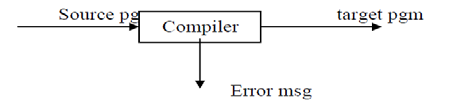 Source pg
Compiler
target pgm
Error msg